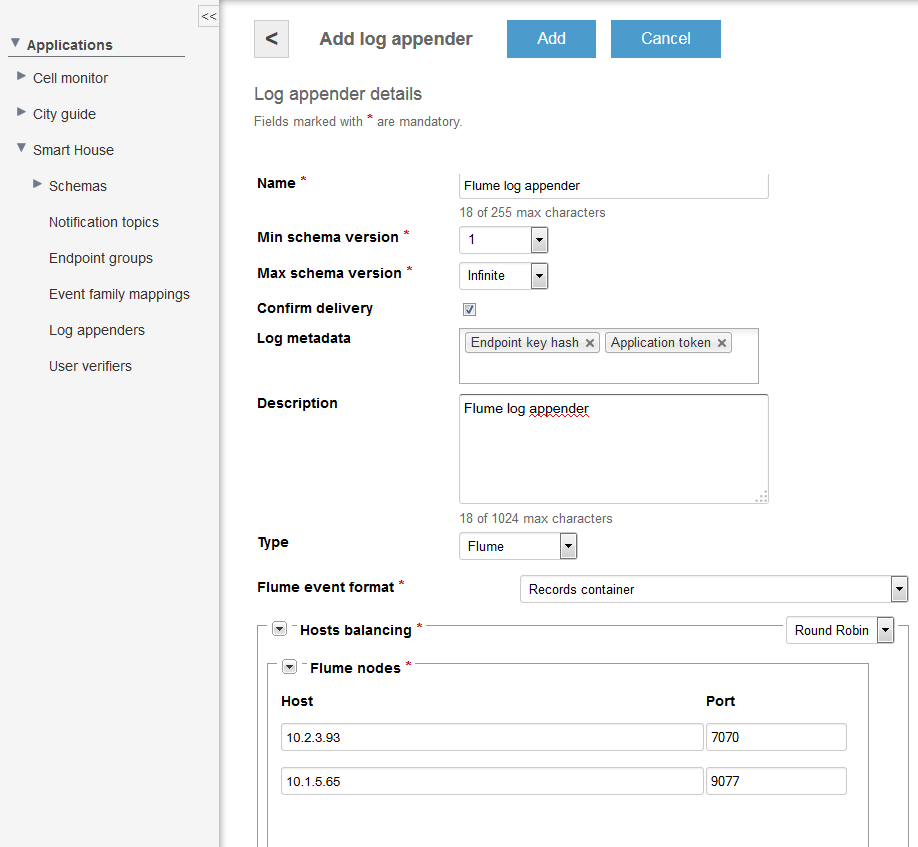 <<
Applications
Cell monitor
City guide
Smart House
Schemas
Notification topics
Endpoint groups
Event family mappings
Log appenders
User verifiers
< Add log appender Add Cancel
Log appender details
Fields marked with * are mandatory.
Name * Flume log appender
18 of 255 max characters
Min schema version * 1
Max schema version * Infinite
Confirm delivery
Log metadata Endpoint key hash × Application token ×
Description Flume log appender
18 of 1024 max characters
Type Flume
Flume event format * Records container
Hosts balancing * Round Robin
Flume nodes *
Host Port
10.2.3.93 7070
10.1.5.65 9077